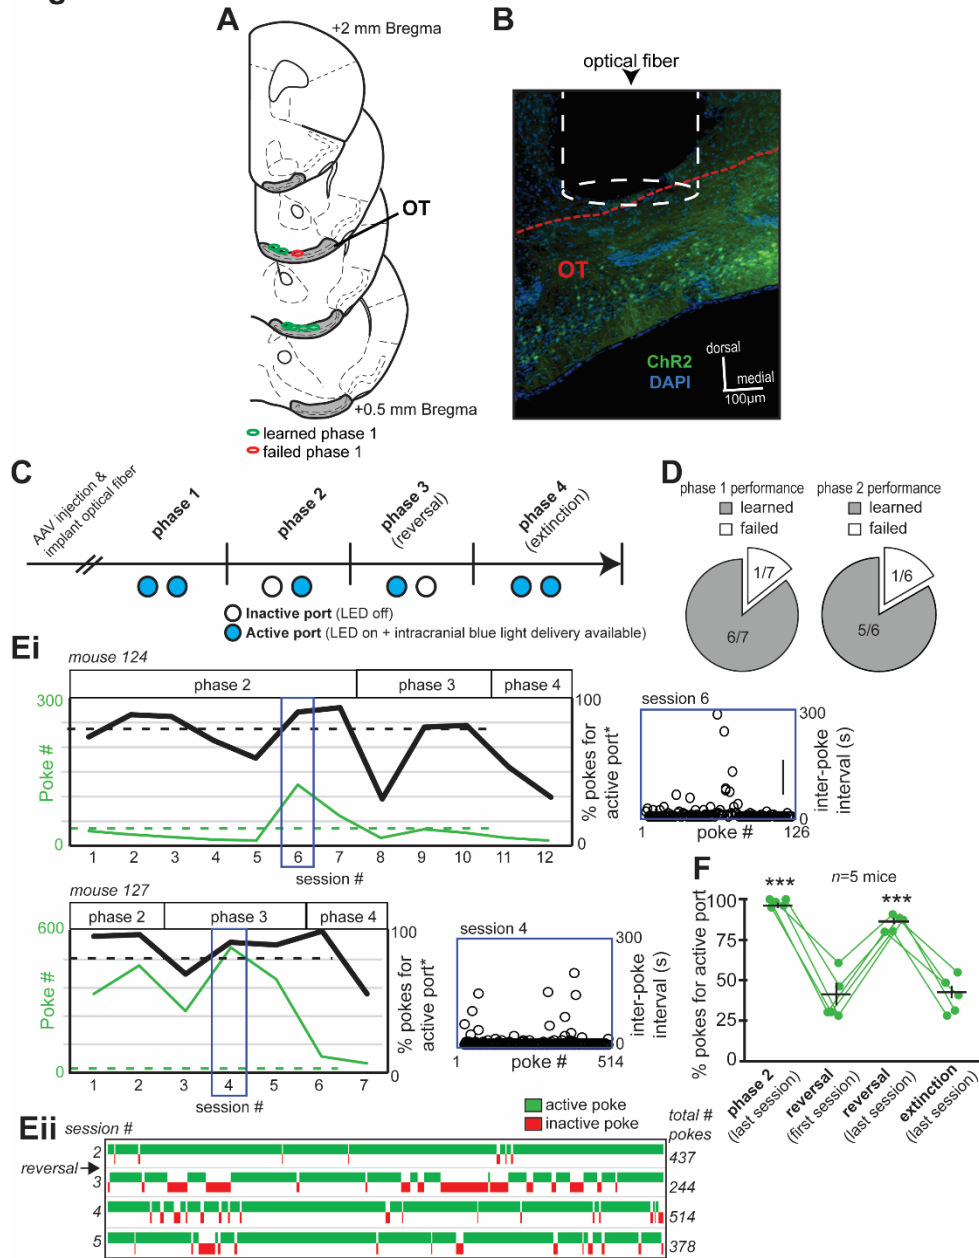 A
+2 mm Bregma
OT
+0.5 mm Bregma
learned phase 1
failed phase 1
B
optical fiber
OT
ChR2
DAPI
dorsal
medial
100µm
C
AAV injection &
implant optical fiber
phase 1
phase 2
phase 3
(reversal)
phase 4
(extinction)
Inactive port (LED off)
Active port (LED on + intracranial blue light delivery available)
D
phase 1 performance
learned
failed
1/7
6/7
phase 2 performance
learned
failed
1/6
5/6
Ei
mouse 124
phase 2
phase 3
phase 4
300
Poke #
0
100
% pokes for
active port*
0
1 2 3 4 5 6 7 8 9 10 11 12
session #
session 6
300
inter-poke
interval (s)
0
1
poke #
126
mouse 127
phase 2
phase 3
phase 4
600
Poke #
0
100
% pokes for
active port*
0
1 2 3 4 5 6 7
session #
session 4
300
inter-poke
interval (s)
0
1
poke #
514
F
n=5 mice
***
***
% pokes for active port
100
75
50
25
0
phase 2
(last session)
reversal
(first session)
reversal
(last session)
extinction
(last session)
Eii
active poke
inactive poke
session #
total #
pokes
2
437
reversal
3
244
4
514
5
378